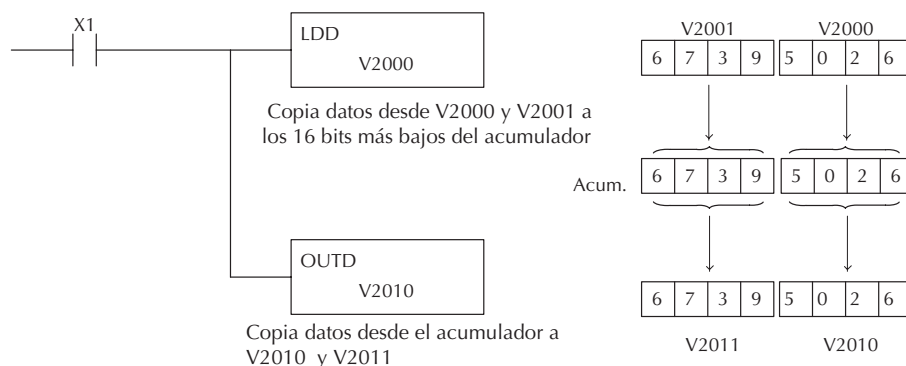 X1
LDD
V2000
Copia datos desde V2000 y V2001 a
los 16 bits más bajos del acumulador
OUTD
V2010
Copia datos desde el acumulador a
V2010 y V2011
V2001 V2000
6 7 3 9 5 0 2 6
Acum. 6 7 3 9 5 0 2 6
6 7 3 9 5 0 2 6
V2011 V2010